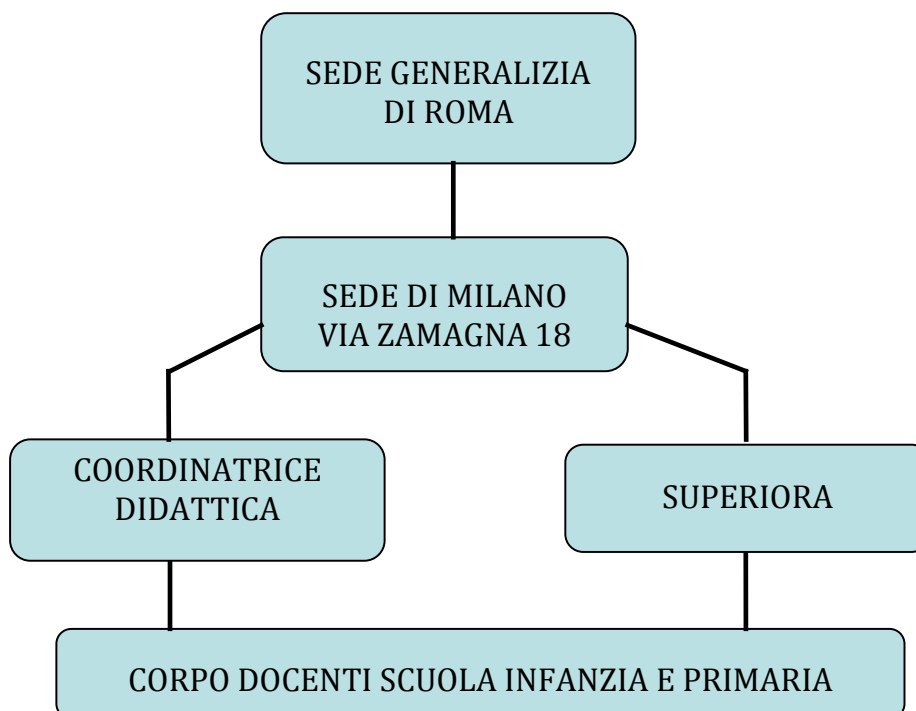 SEDE GENERALIZIA
DI ROMA
SEDE DI MILANO
VIA ZAMAGNA 18
COORDINATRICE
DIDATTICA
SUPERIORA
CORPO DOCENTI SCUOLA INFANZIA E PRIMARIA